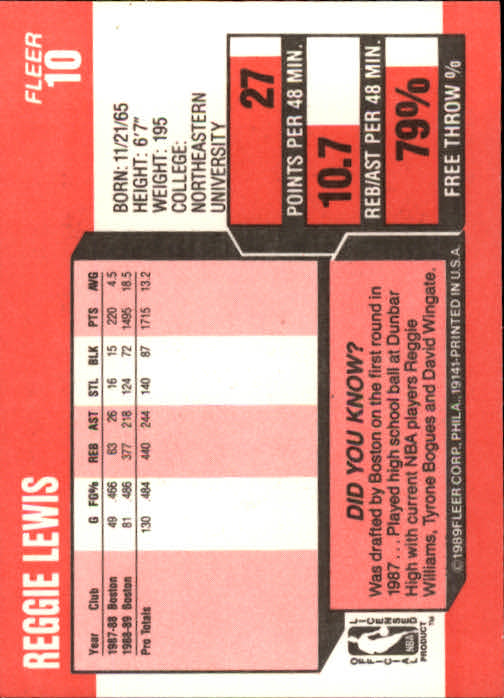 REGGIE LEWIS
FLEER
10
BORN: 11/21/65
HEIGHT: 6'7"
WEIGHT: 195
COLLEGE:
NORTHEASTERN
UNIVERSITY
Year Club G FG% REB AST STL BLK PTS AVG
1987-88 Boston 49 .466 63 26 16 15 220 4.5
1988-89 Boston 81 .486 377 218 124 72 1495 18.5
Pro Totals 130 .484 440 244 140 87 1715 13.2
27
POINTS PER 48 MIN.
10.7
REB/AST PER 48 MIN.
79%
FREE THROW %
DID YOU KNOW?
Was drafted by Boston on the first round in
1987 . . . Played high school ball at Dunbar
High with current NBA players Reggie
Williams, Tyrone Bogues and David Wingate.
OFFICIAL LICENSED
NBA
PRODUCT™
©1989 FLEER CORP., PHILA., 19141-PRINTED IN U.S.A.